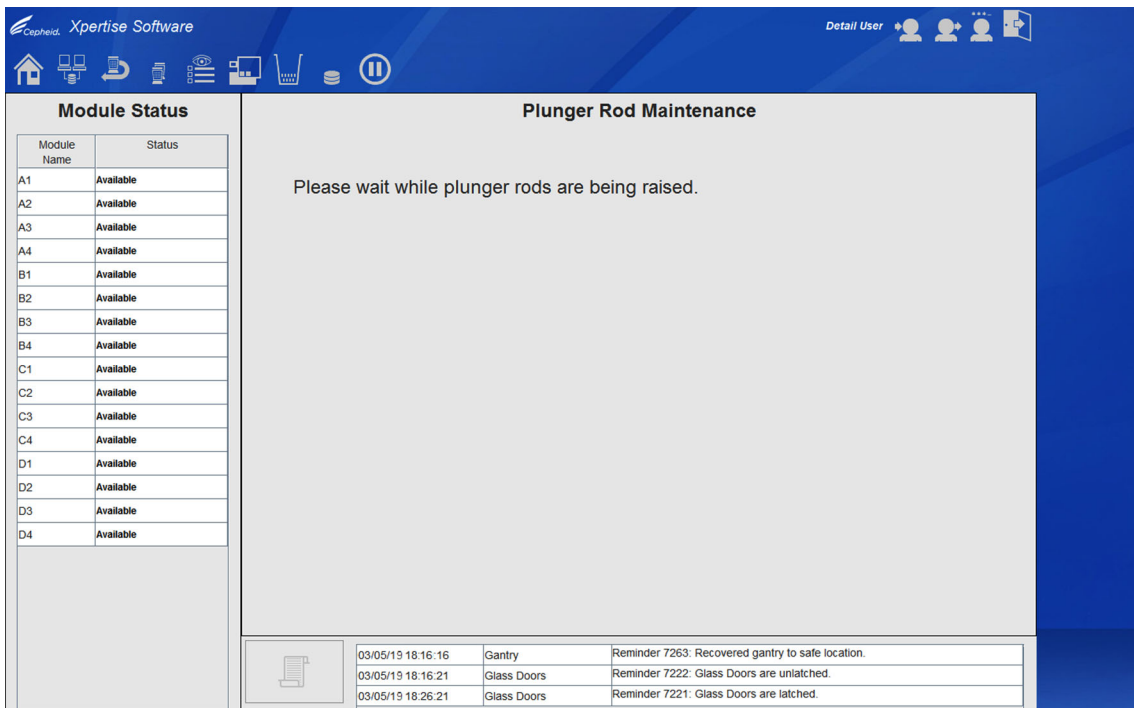 Cepheid. Xpertise Software
Detail User
Module Status
Module Name Status
A1 Available
A2 Available
A3 Available
A4 Available
B1 Available
B2 Available
B3 Available
B4 Available
C1 Available
C2 Available
C3 Available
C4 Available
D1 Available
D2 Available
D3 Available
D4 Available
Plunger Rod Maintenance
Please wait while plunger rods are being raised.
03/05/19 18:16:16 Gantry Reminder 7263: Recovered gantry to safe location.
03/05/19 18:16:21 Glass Doors Reminder 7222: Glass Doors are unlatched.
03/05/19 18:26:21 Glass Doors Reminder 7221: Glass Doors are latched.